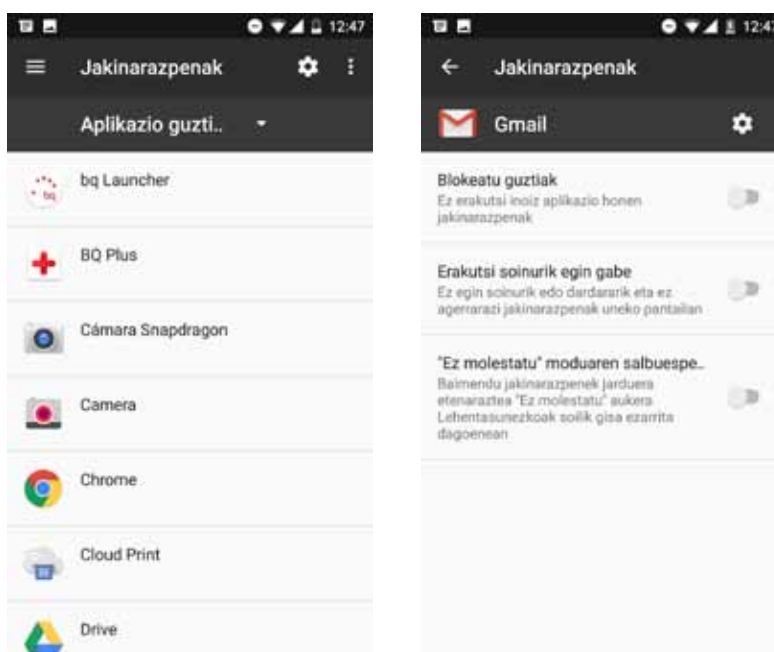 12:47
Jakinarazpenak
Aplikazio guzti..
bq Launcher
BQ Plus
Cámara Snapdragon
Camera
Chrome
Cloud Print
Drive
12:47
Jakinarazpenak
Gmail
Blokeatu guztiak
Ez erakutsi inoiz aplikazio honen
jakinarazpenak
Erakutsi soinurik egin gabe
Ez egin soinurik edo dardararik eta ez
agerrarazi jakinarazpenak uneko pantailan
"Ez molestatu" moduaren salbuespe..
Baimendu jakinarazpenek jarduera
etenaraztea "Ez molestatu" aukera
Lehentasunezkoak soilik gisa ezarrita
dagoenean